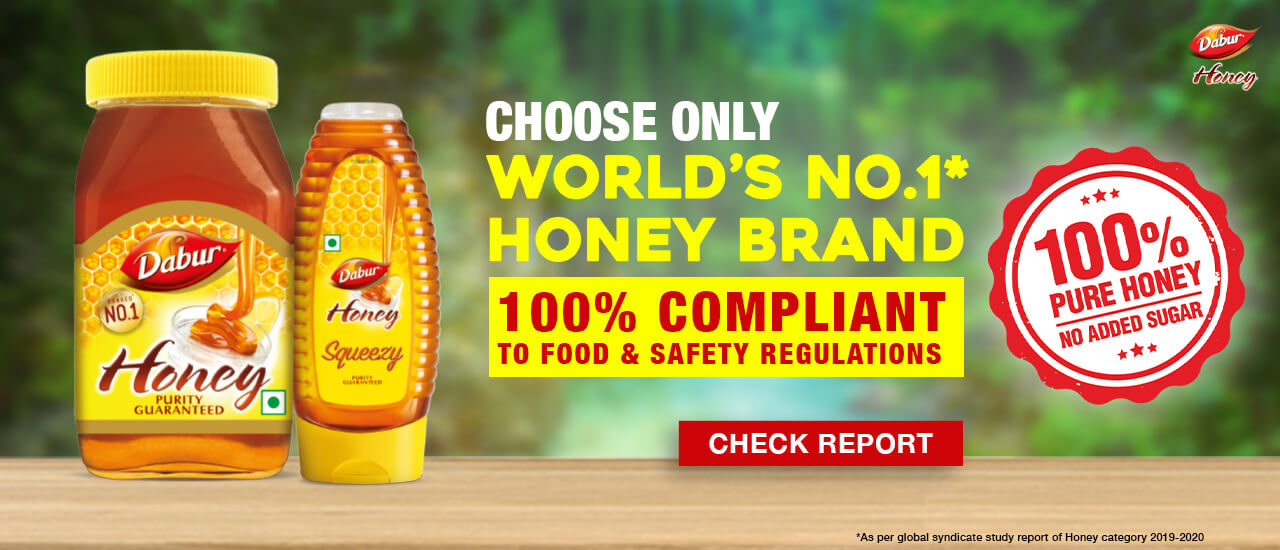 Dabur
Honey
CHOOSE ONLY
WORLD'S NO.1*
HONEY BRAND
100% COMPLIANT
TO FOOD & SAFETY REGULATIONS
CHECK REPORT
100%
PURE HONEY
NO ADDED SUGAR
Dabur
RANKED
NO.1
Honey
PURITY
GUARANTEED
Dabur
Honey
Squeezy
PURITY
GUARANTEED
*As per global syndicate study report of Honey category 2019-2020